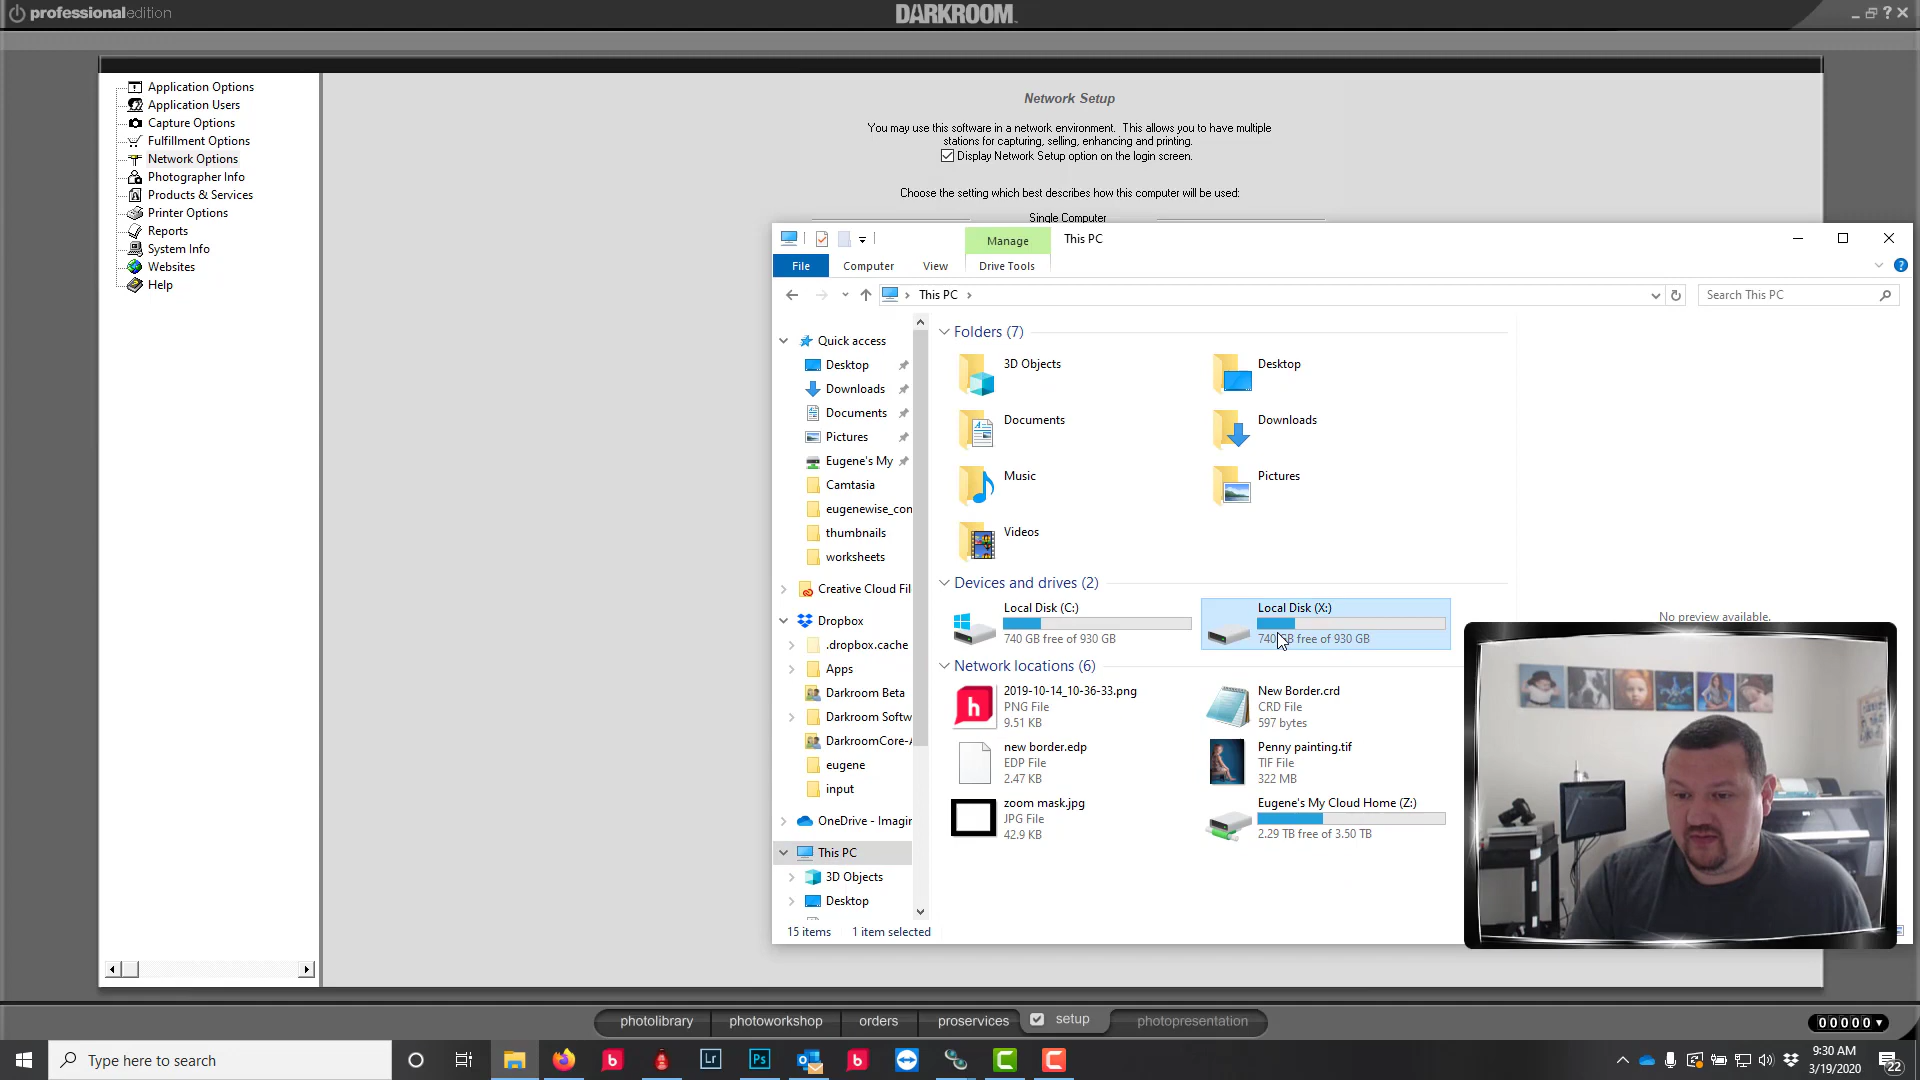 professionaledition
DARKROOM
Application Options
Application Users
Capture Options
Fulfillment Options
Network Options
Photographer Info
Products & Services
Printer Options
Reports
System Info
Websites
Help
Network Setup
You may use this software in a network environment. This allows you to have multiple
stations for capturing, selling, enhancing and printing.
Display Network Setup option on the login screen.
Choose the setting which best describes how this computer will be used:
Single Computer
Manage
This PC
File
Computer
View
Drive Tools
This PC
Search This PC
Quick access
Desktop
Downloads
Documents
Pictures
Eugene's My
Camtasia
eugenewise_con
thumbnails
worksheets
Creative Cloud Fil
Dropbox
.dropbox.cache
Apps
Darkroom Beta
Darkroom Softw
DarkroomCore-A
eugene
input
OneDrive - Imagin
This PC
3D Objects
Desktop
Folders (7)
3D Objects
Desktop
Documents
Downloads
Music
Pictures
Videos
Devices and drives (2)
Local Disk (C:)
740 GB free of 930 GB
Local Disk (X:)
740 GB free of 930 GB
Network locations (6)
2019-10-14_10-36-33.png
PNG File
9.51 KB
New Border.crd
CRD File
597 bytes
new border.edp
EDP File
2.47 KB
Penny painting.tif
TIF File
322 MB
zoom mask.jpg
JPG File
42.9 KB
Eugene's My Cloud Home (Z:)
2.29 TB free of 3.50 TB
No preview available.
15 items
1 item selected
photolibrary
photoworkshop
orders
proservices
setup
photopresentation
00000
Type here to search
Lr
Ps
9:30 AM
3/19/2020
22